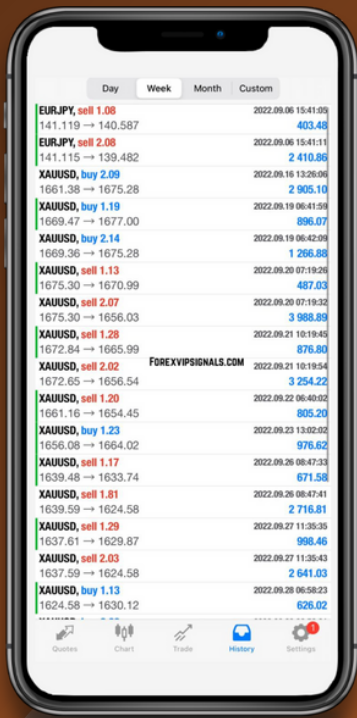 Day Week Month Custom
EURJPY, sell 1.08 2022.09.06 15:41:05
141.119 → 140.587 403.48
EURJPY, sell 2.08 2022.09.06 15:41:11
141.115 → 139.482 2 410.86
XAUUSD, buy 2.09 2022.09.16 13:26:06
1661.38 → 1675.28 2 905.10
XAUUSD, buy 1.19 2022.09.19 06:41:59
1669.47 → 1677.00 896.07
XAUUSD, buy 2.14 2022.09.19 06:42:09
1669.36 → 1675.28 1 266.88
XAUUSD, sell 1.13 2022.09.20 07:19:26
1675.30 → 1670.99 487.03
XAUUSD, sell 2.07 2022.09.20 07:19:32
1675.30 → 1656.03 3 988.89
XAUUSD, sell 1.28 2022.09.21 10:19:45
1672.84 → 1665.99 876.80
FOREXVIPSIGNALS.COM
XAUUSD, sell 2.02 2022.09.21 10:19:54
1672.65 → 1656.54 3 254.22
XAUUSD, sell 1.20 2022.09.22 06:40:02
1661.16 → 1654.45 805.20
XAUUSD, buy 1.23 2022.09.23 13:02:02
1656.08 → 1664.02 976.62
XAUUSD, sell 1.17 2022.09.26 08:47:33
1639.48 → 1633.74 671.58
XAUUSD, sell 1.81 2022.09.26 08:47:41
1639.59 → 1624.58 2 716.81
XAUUSD, sell 1.29 2022.09.27 11:35:35
1637.61 → 1629.87 998.46
XAUUSD, sell 2.03 2022.09.27 11:35:43
1637.59 → 1624.58 2 641.03
XAUUSD, buy 1.13 2022.09.28 06:58:23
1624.58 → 1630.12 626.02
1
Quotes Chart Trade History Settings